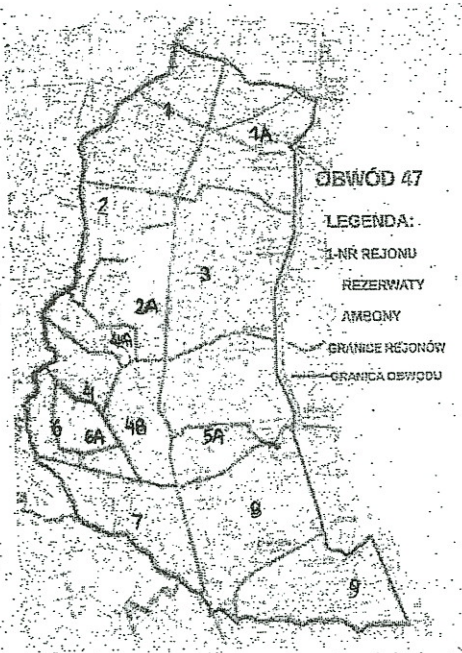 1
1A
OBWÓD 47
2
LEGENDA:
1-NR REJONU
3
REZERWATY
2A
AMBONY
4A
GRANICE REJONÓW
GRANICA OBWODU
4
6
6A
4B
5A
7
8
9